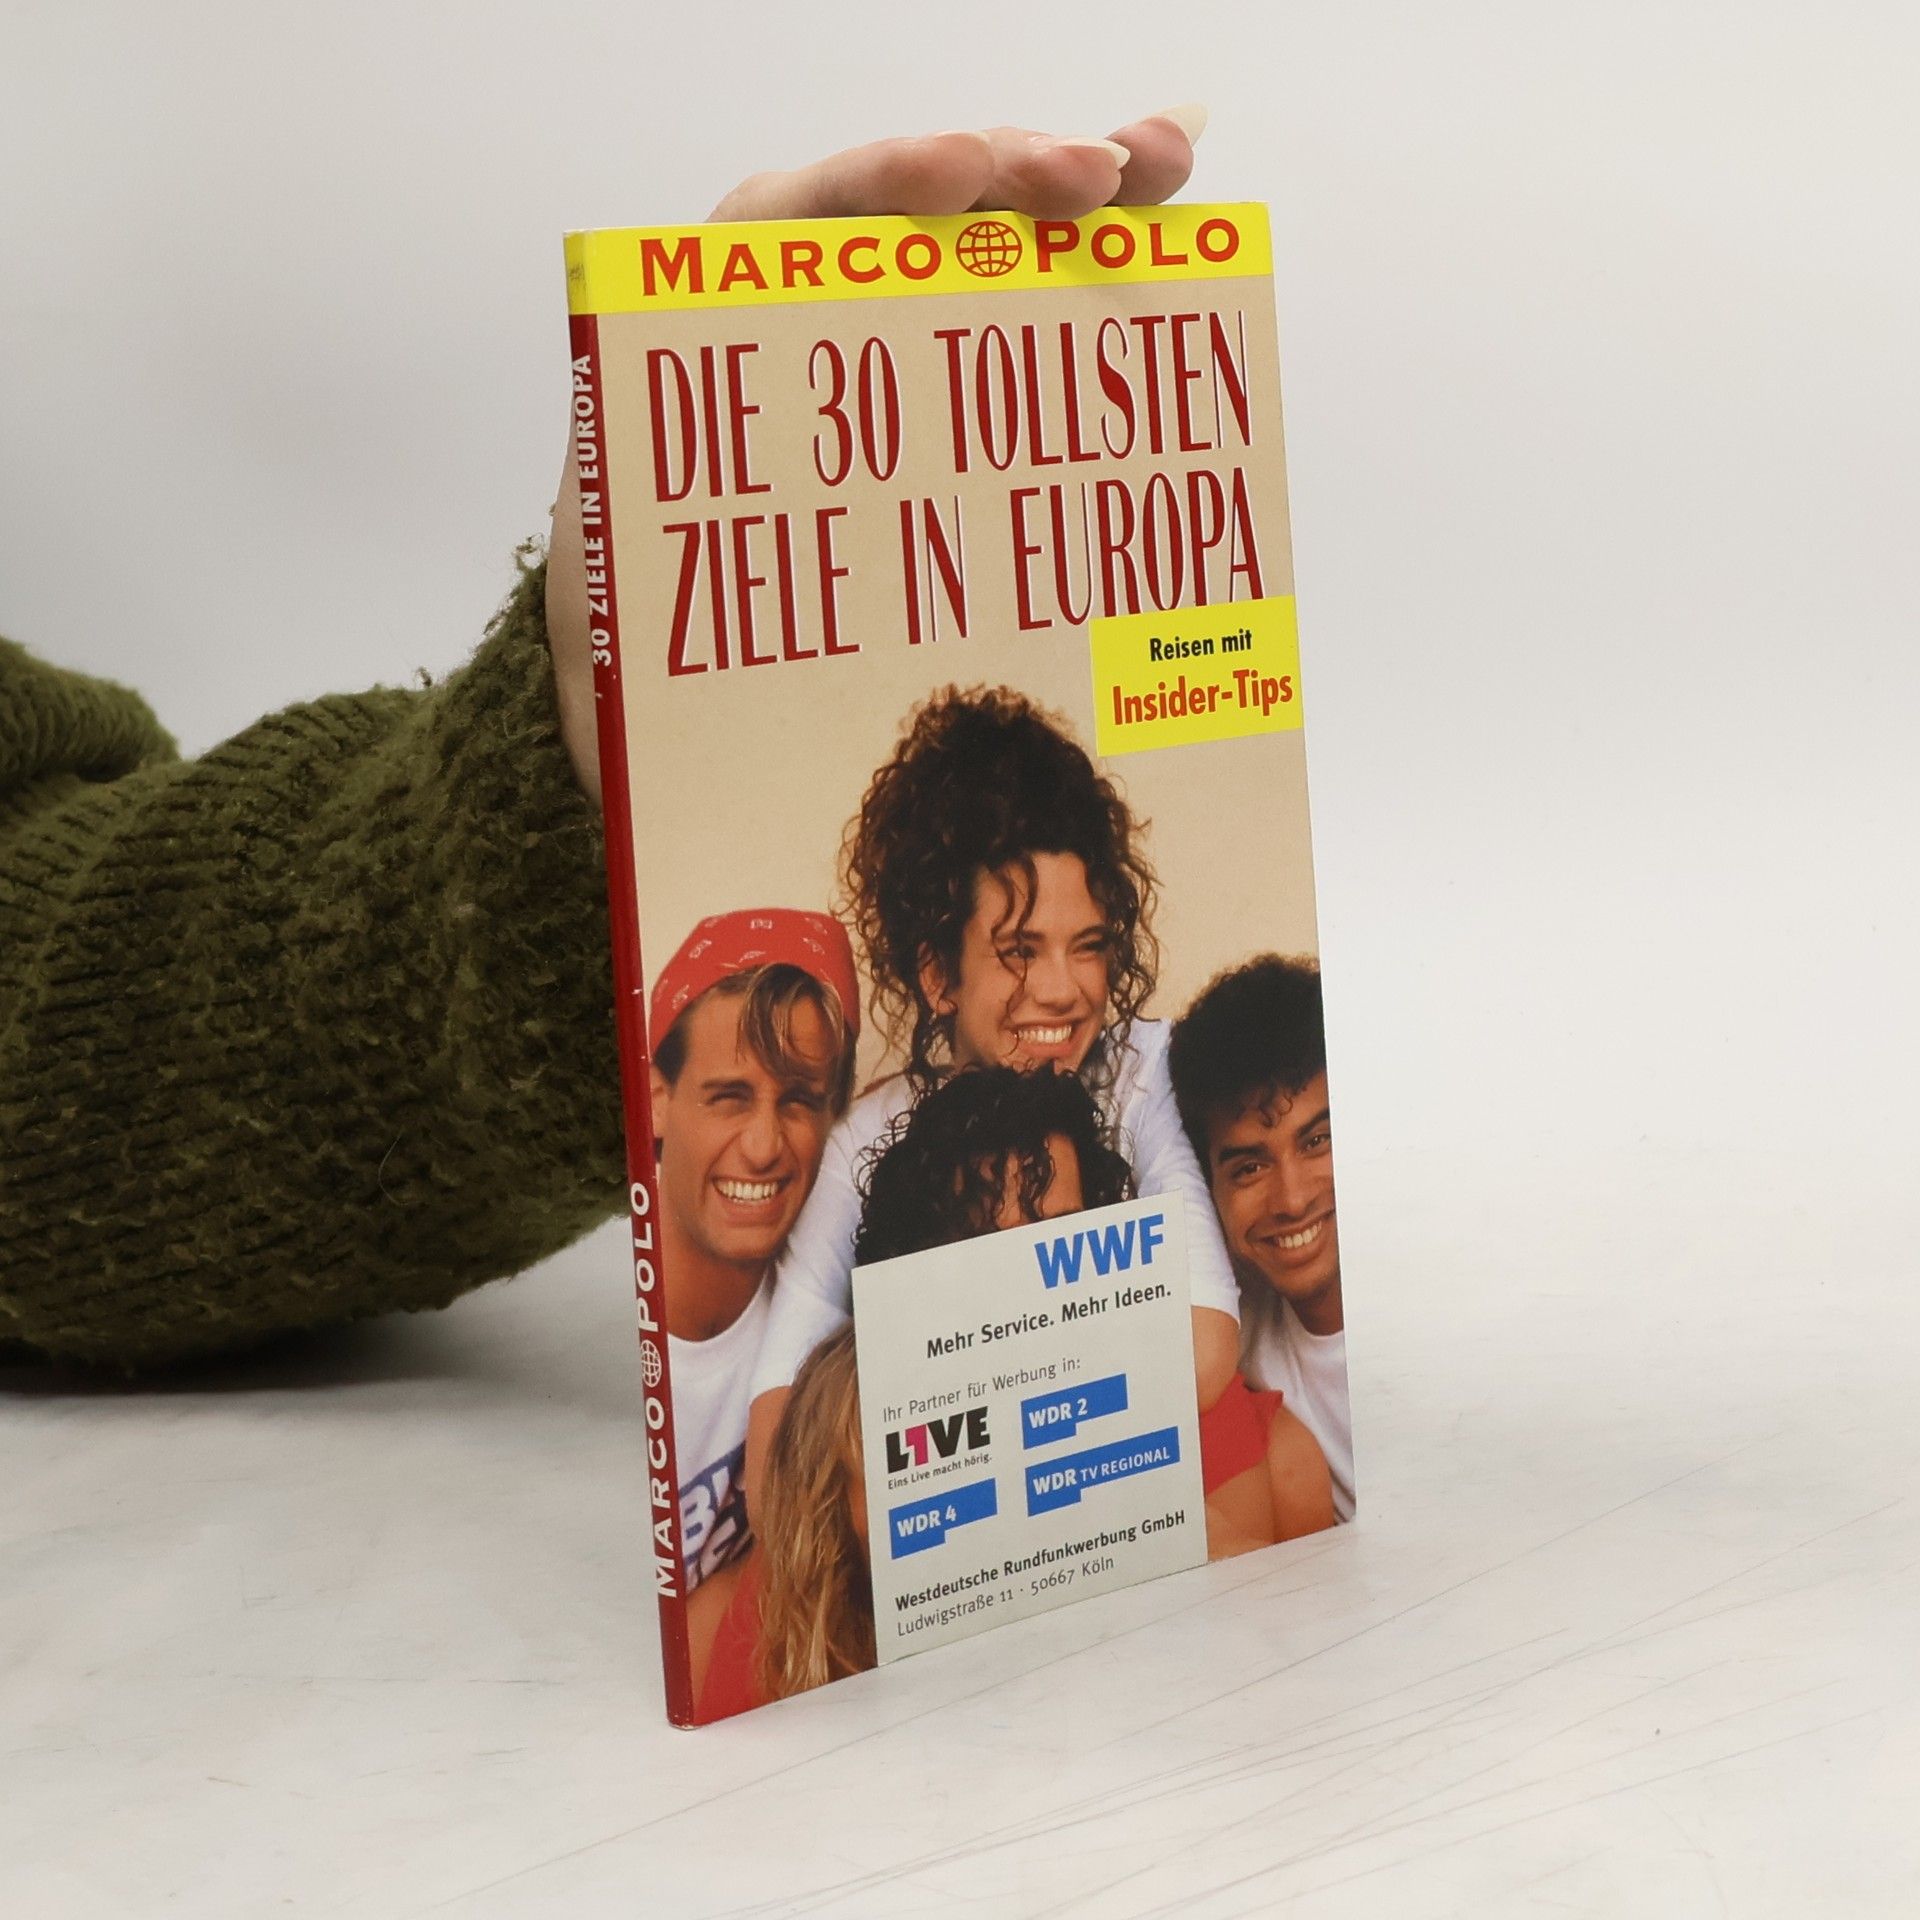 MARCO POLO
DIE 30 TOLLSTEN
ZIELE IN EUROPA
Reisen mit
Insider-Tips
30 ZIELE IN EUROPA
MARCO POLO
WWF
Mehr Service. Mehr Ideen.
Ihr Partner für Werbung in:
L1VE
Eins Live macht hörig.
WDR 2
WDR 4
WDR TV REGIONAL
Westdeutsche Rundfunkwerbung GmbH
Ludwigstraße 11 · 50667 Köln